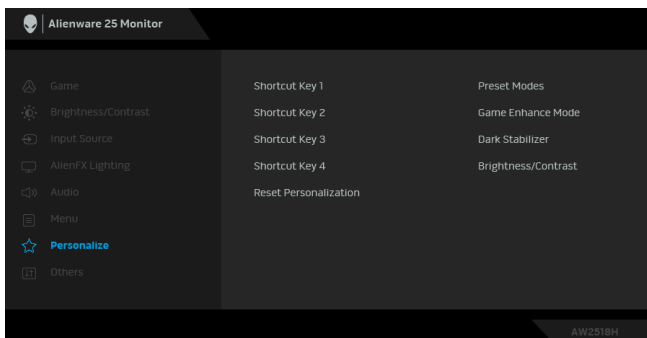 Alienware 25 Monitor
Game
Brightness/Contrast
Input Source
AlienFX Lighting
Audio
Menu
Personalize
Others
Shortcut Key 1 Preset Modes
Shortcut Key 2 Game Enhance Mode
Shortcut Key 3 Dark Stabilizer
Shortcut Key 4 Brightness/Contrast
Reset Personalization
AW2518H